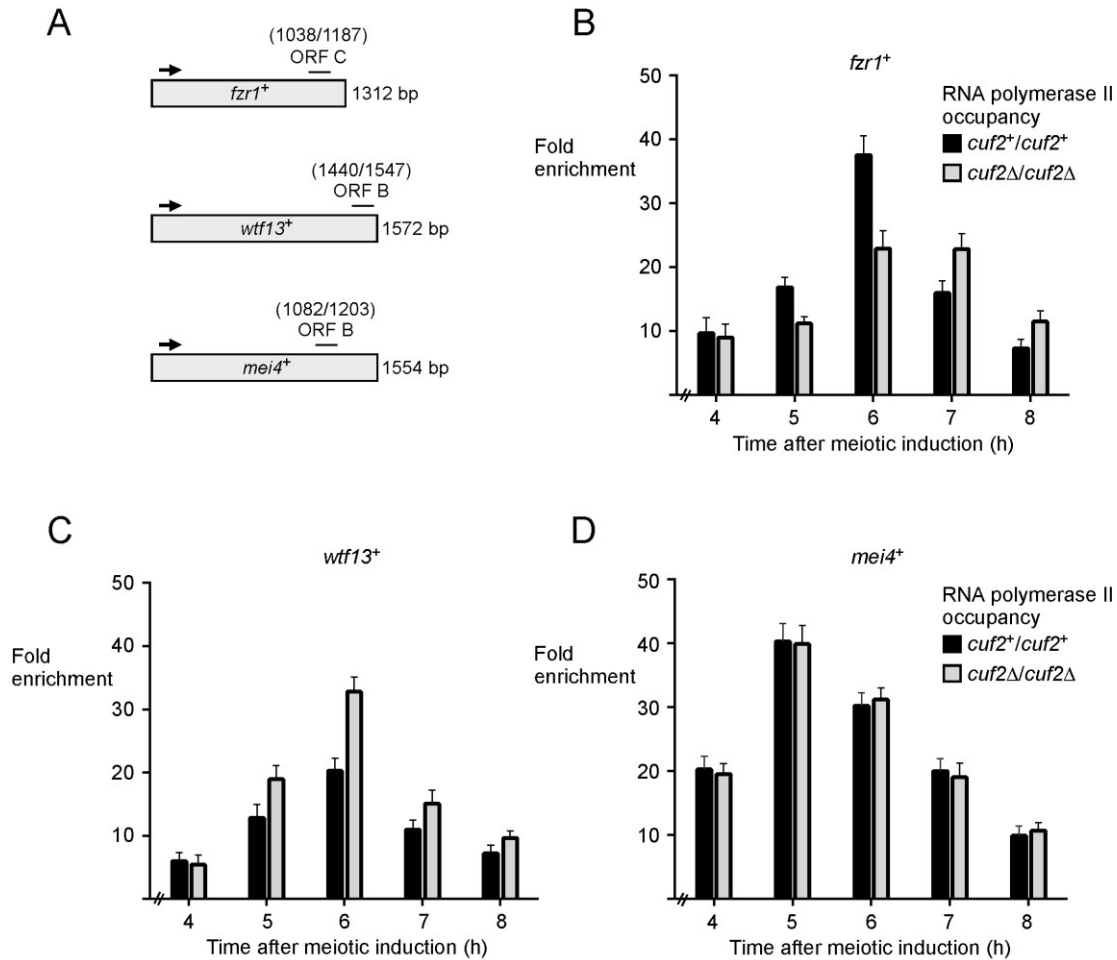 A
(1038/1187)
ORF C
fzr1⁺
1312 bp
(1440/1547)
ORF B
wtf13⁺
1572 bp
(1082/1203)
ORF B
mei4⁺
1554 bp
B
fzr1⁺
Fold
enrichment
50
40
30
20
10
RNA polymerase II
occupancy
cuf2⁺/cuf2⁺
cuf2Δ/cuf2Δ
4 5 6 7 8
Time after meiotic induction (h)
C
wtf13⁺
Fold
enrichment
50
40
30
20
10
4 5 6 7 8
Time after meiotic induction (h)
D
mei4⁺
Fold
enrichment
50
40
30
20
10
RNA polymerase II
occupancy
cuf2⁺/cuf2⁺
cuf2Δ/cuf2Δ
4 5 6 7 8
Time after meiotic induction (h)